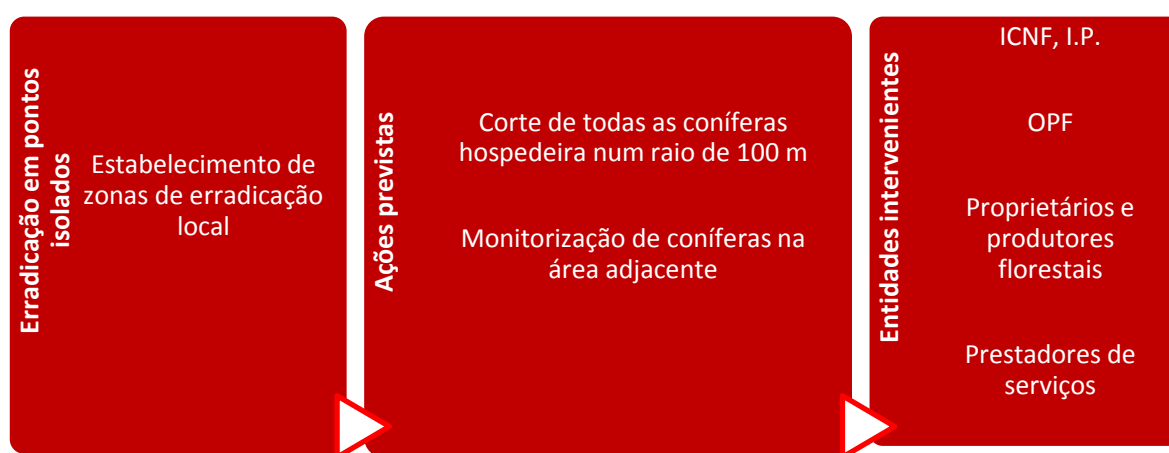 Erradicação em pontos
isolados
Estabelecimento de
zonas de erradicação
local
Ações previstas
Corte de todas as coníferas
hospedeira num raio de 100 m
Monitorização de coníferas na
área adjacente
Entidades intervenientes
ICNF, I.P.
OPF
Proprietários e
produtores
florestais
Prestadores de
serviços